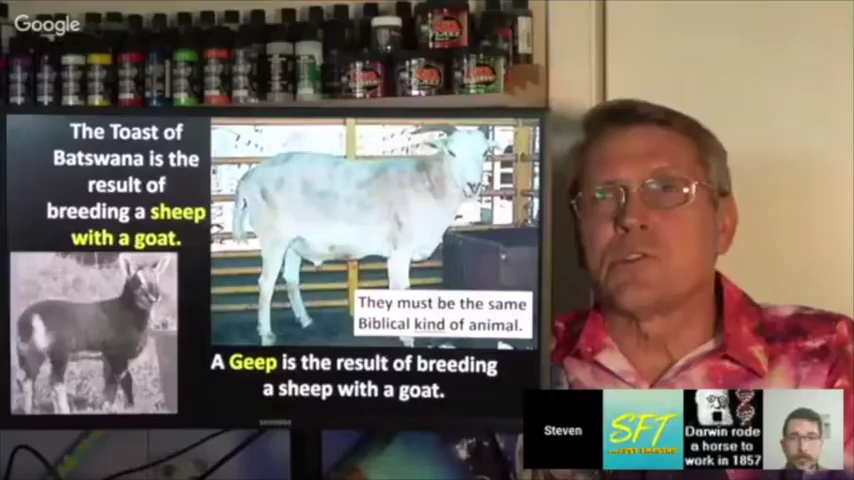 Google
The Toast of
Batswana is the
result of
breeding a sheep
with a goat.
They must be the same
Biblical kind of animal.
A Geep is the result of breeding
a sheep with a goat.
SAMSUNG
Steven
SFT
Darwin rode
a horse to
work in 1857